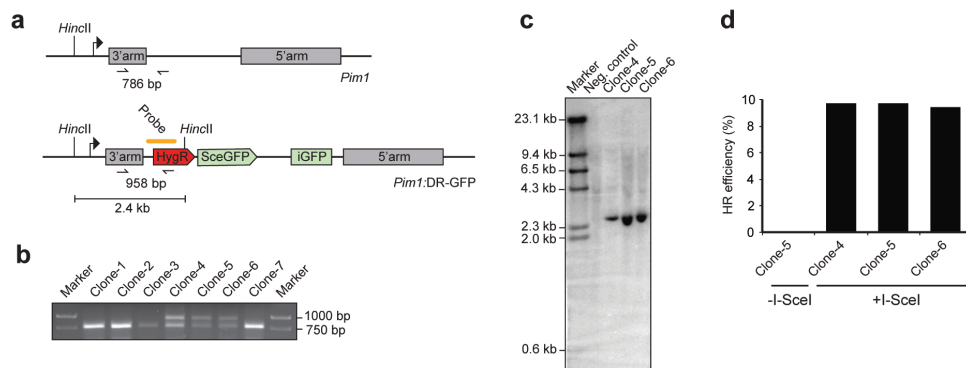 a
HincII
3'arm
5'arm
786 bp
Pim1
Probe
HincII
HincII
3'arm
HygR
SceGFP
iGFP
5'arm
958 bp
Pim1:DR-GFP
2.4 kb
b
Marker
Clone-1
Clone-2
Clone-3
Clone-4
Clone-5
Clone-6
Clone-7
Marker
1000 bp
750 bp
c
Marker
Neg. control
Clone-4
Clone-5
Clone-6
23.1 kb
9.4 kb
6.5 kb
4.3 kb
2.3 kb
2.0 kb
0.6 kb
d
HR efficiency (%)
10
8
6
4
2
0
Clone-5
Clone-4
Clone-5
Clone-6
-I-SceI
+I-SceI